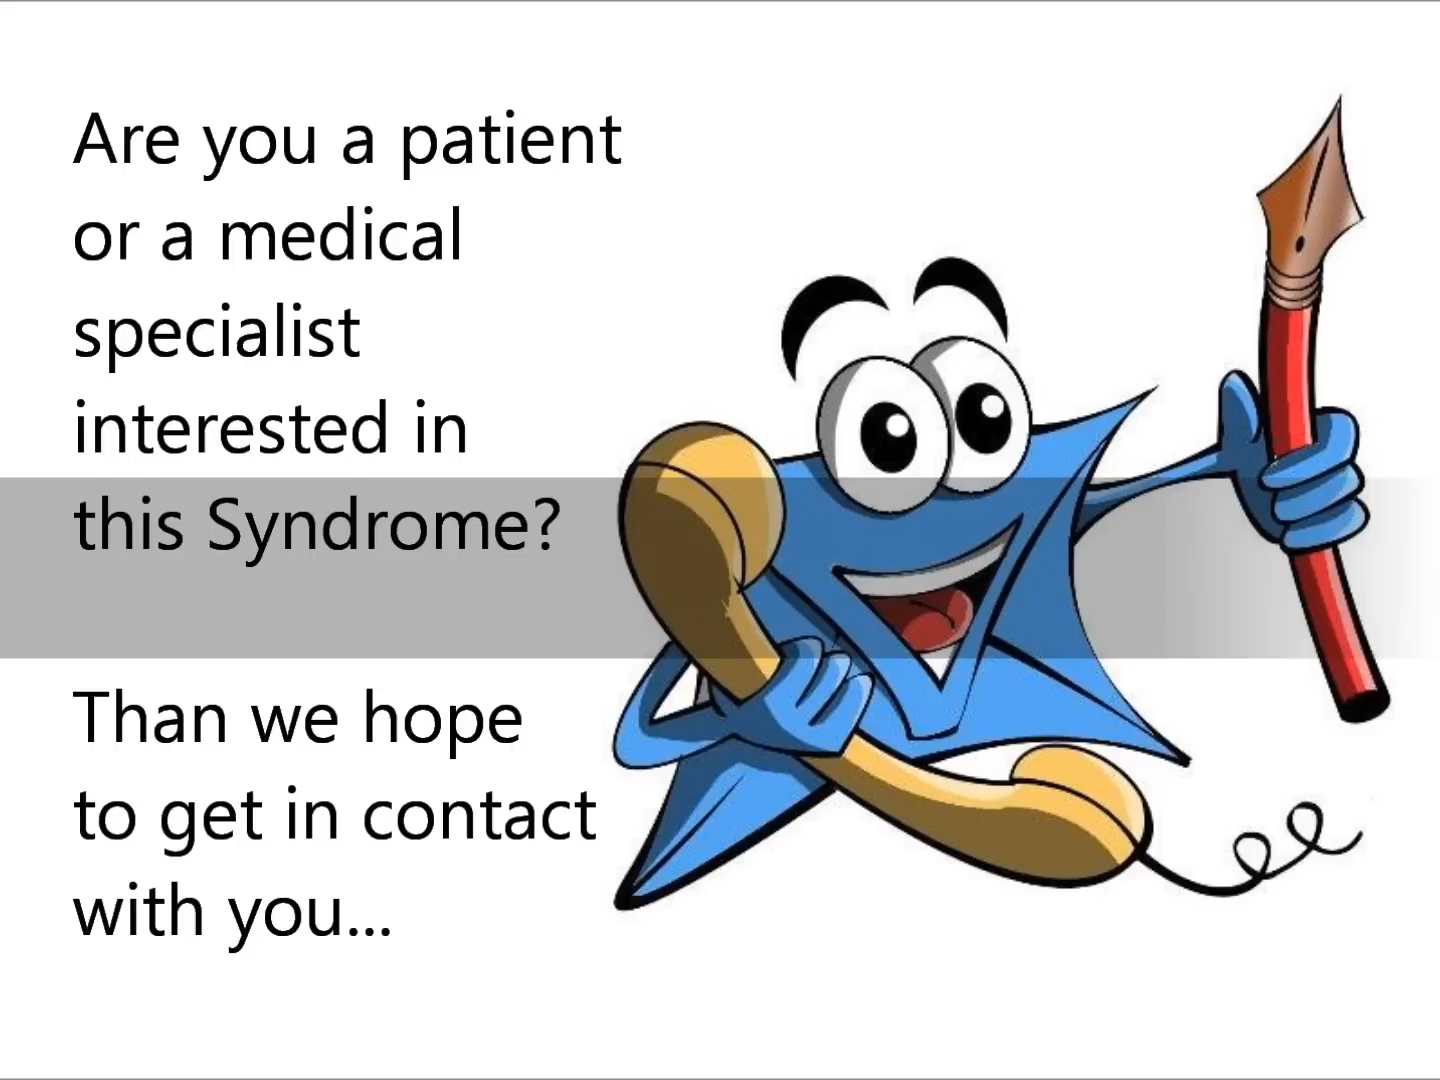 Are you a patient
or a medical
specialist
interested in
this Syndrome?
Than we hope
to get in contact
with you...